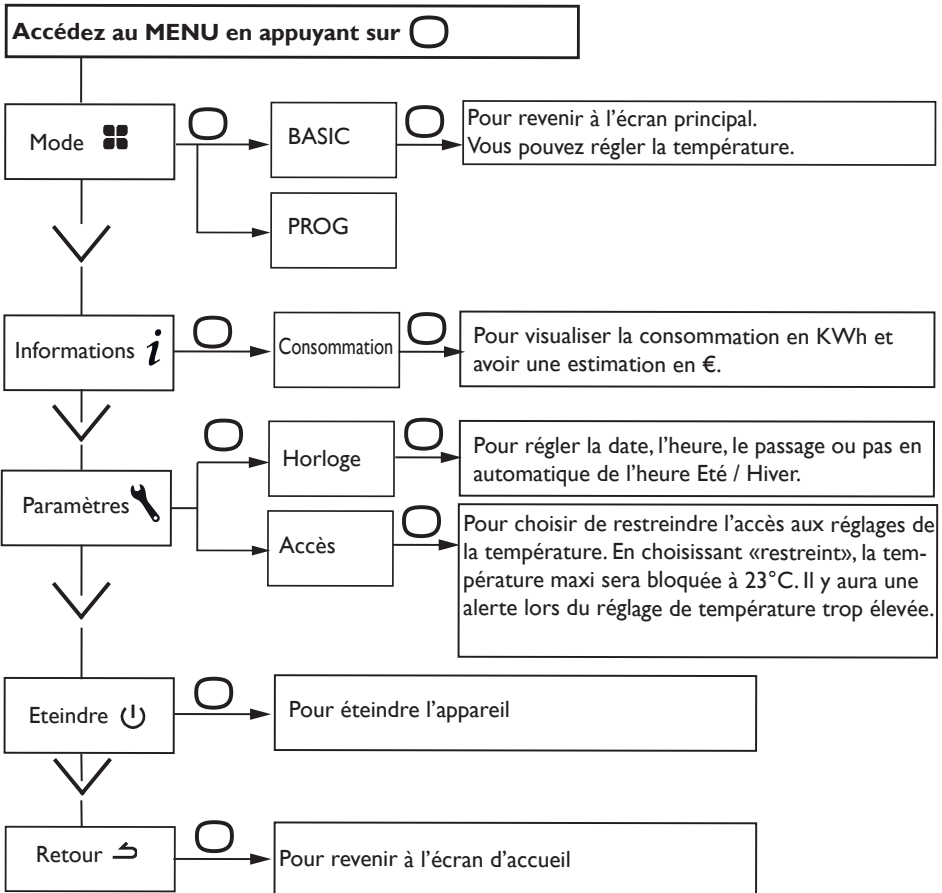 Accédez au MENU en appuyant sur
Mode
BASIC
Pour revenir à l'écran principal.
Vous pouvez régler la température.
PROG
Informations i
Consommation
Pour visualiser la consommation en KWh et
avoir une estimation en €.
Paramètres
Horloge
Pour régler la date, l'heure, le passage ou pas en
automatique de l'heure Eté / Hiver.
Accès
Pour choisir de restreindre l'accès aux réglages de
la température. En choisissant «restreint», la tem-
pérature maxi sera bloquée à 23°C. Il y aura une
alerte lors du réglage de température trop élevée.
Eteindre
Pour éteindre l'appareil
Retour
Pour revenir à l'écran d'accueil